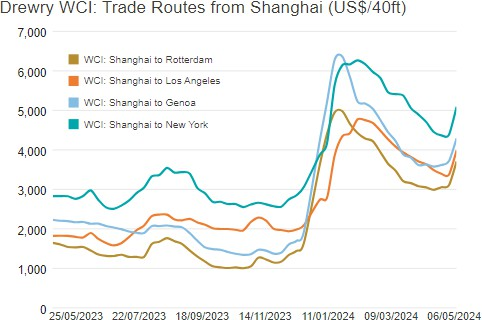 Drewry WCI: Trade Routes from Shanghai (US$/40ft)
7,000
WCI: Shanghai to Rotterdam
6,000
WCI: Shanghai to Los Angeles
WCI: Shanghai to Genoa
5,000
WCI: Shanghai to New York
4,000
3,000
2,000
1,000
0
25/05/2023 22/07/2023 18/09/2023 14/11/2023 11/01/2024 09/03/2024 06/05/2024